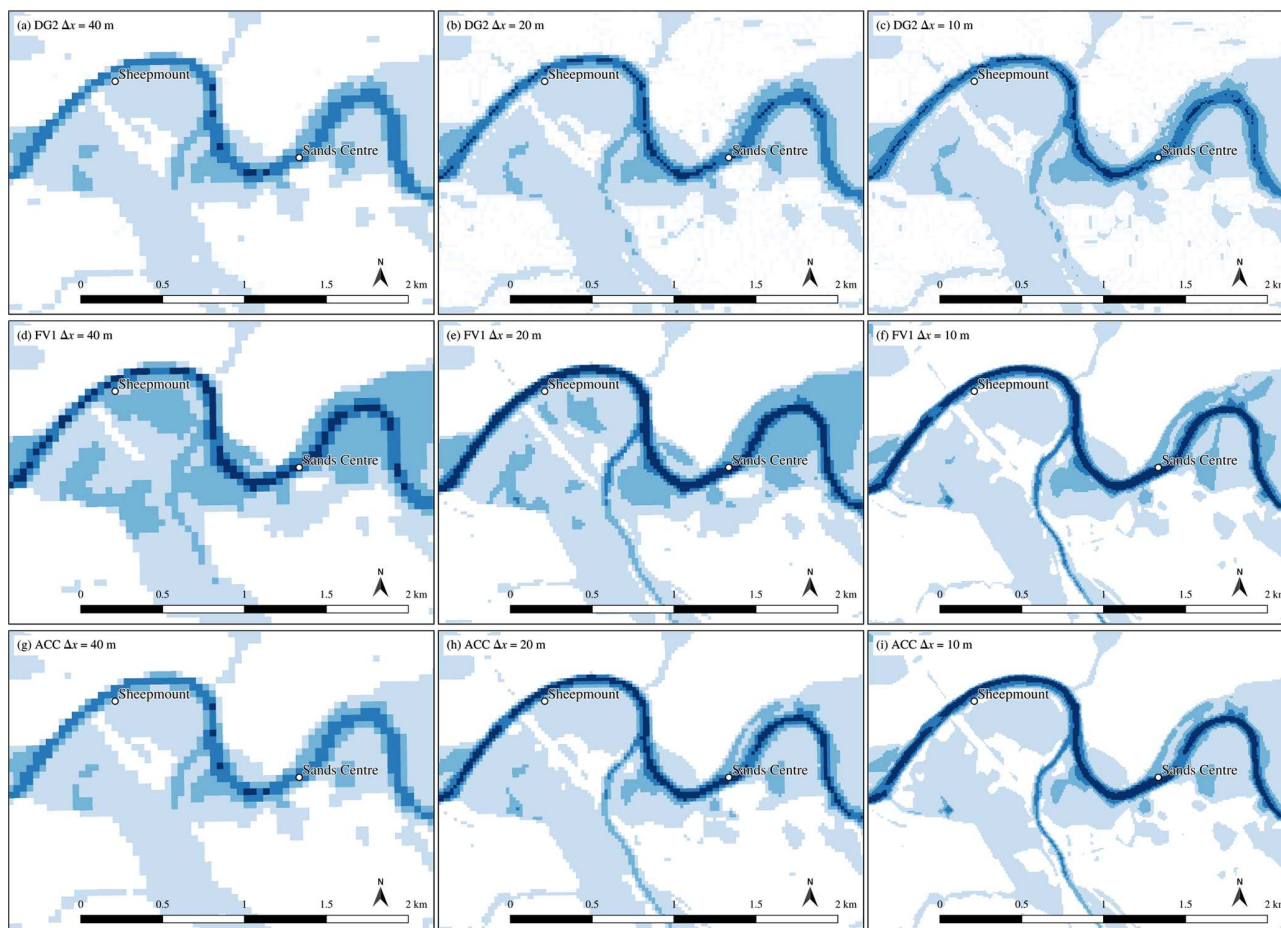 (a) DG2 Δx = 40 m
Sheepmount
Sands Centre
N
0 0.5 1 1.5 2 km
(b) DG2 Δx = 20 m
Sheepmount
Sands Centre
N
0 0.5 1 1.5 2 km
(c) DG2 Δx = 10 m
Sheepmount
Sands Centre
N
0 0.5 1 1.5 2 km
(d) FV1 Δx = 40 m
Sheepmount
Sands Centre
N
0 0.5 1 1.5 2 km
(e) FV1 Δx = 20 m
Sheepmount
Sands Centre
N
0 0.5 1 1.5 2 km
(f) FV1 Δx = 10 m
Sheepmount
Sands Centre
N
0 0.5 1 1.5 2 km
(g) ACC Δx = 40 m
Sheepmount
Sands Centre
N
0 0.5 1 1.5 2 km
(h) ACC Δx = 20 m
Sheepmount
Sands Centre
N
0 0.5 1 1.5 2 km
(i) ACC Δx = 10 m
Sheepmount
Sands Centre
N
0 0.5 1 1.5 2 km